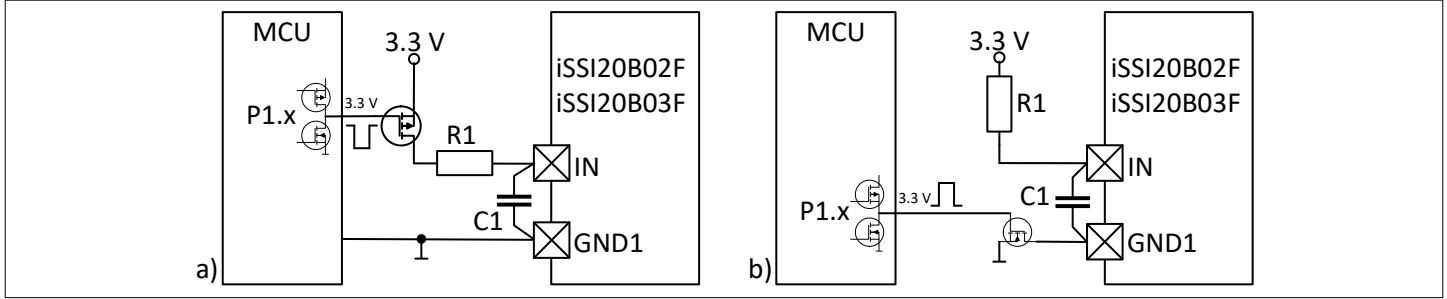 MCU
3.3 V
iSSI20B02F
iSSI20B03F
P1.x
3.3 V
R1
IN
C1
GND1
a)
MCU
3.3 V
iSSI20B02F
iSSI20B03F
R1
IN
P1.x
3.3 V
C1
GND1
b)